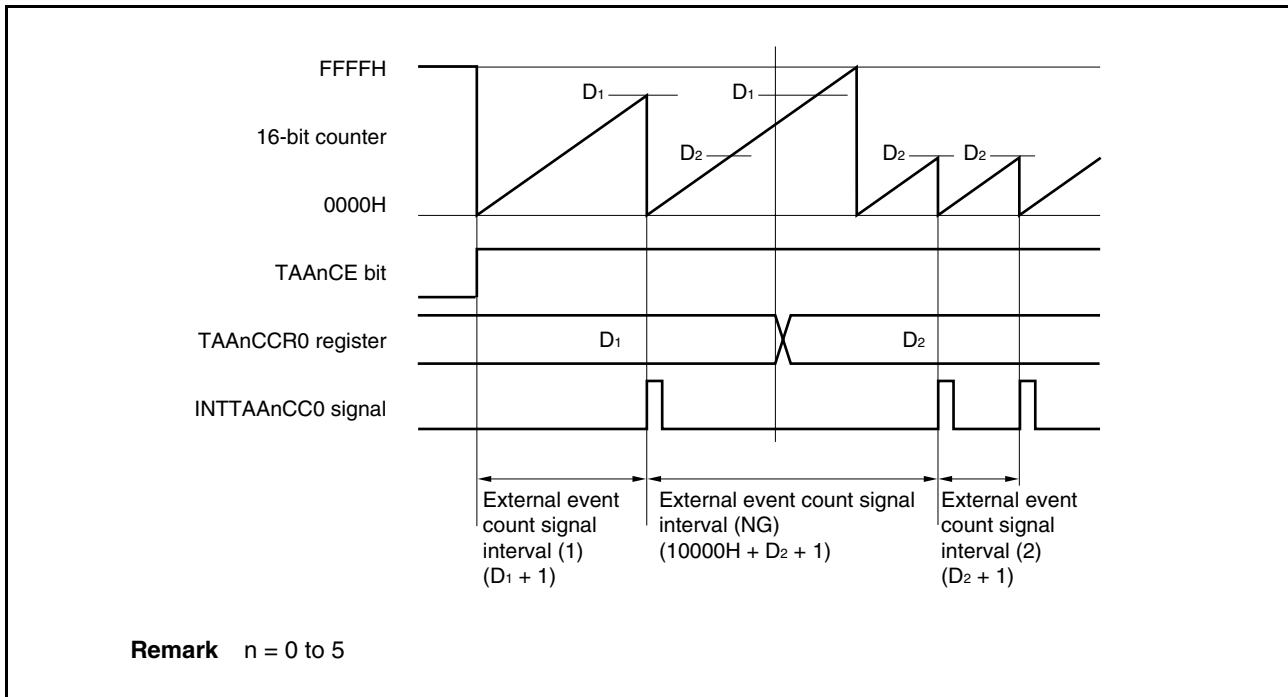 FFFFH
D1
D1
16-bit counter
D2
D2
D2
0000H
TAAnCE bit
TAAnCCR0 register
D1
D2
INTTAAnCC0 signal
External event
count signal
interval (1)
(D1 + 1)
External event count signal
interval (NG)
(10000H + D2 + 1)
External event
count signal
interval (2)
(D2 + 1)
Remark n = 0 to 5